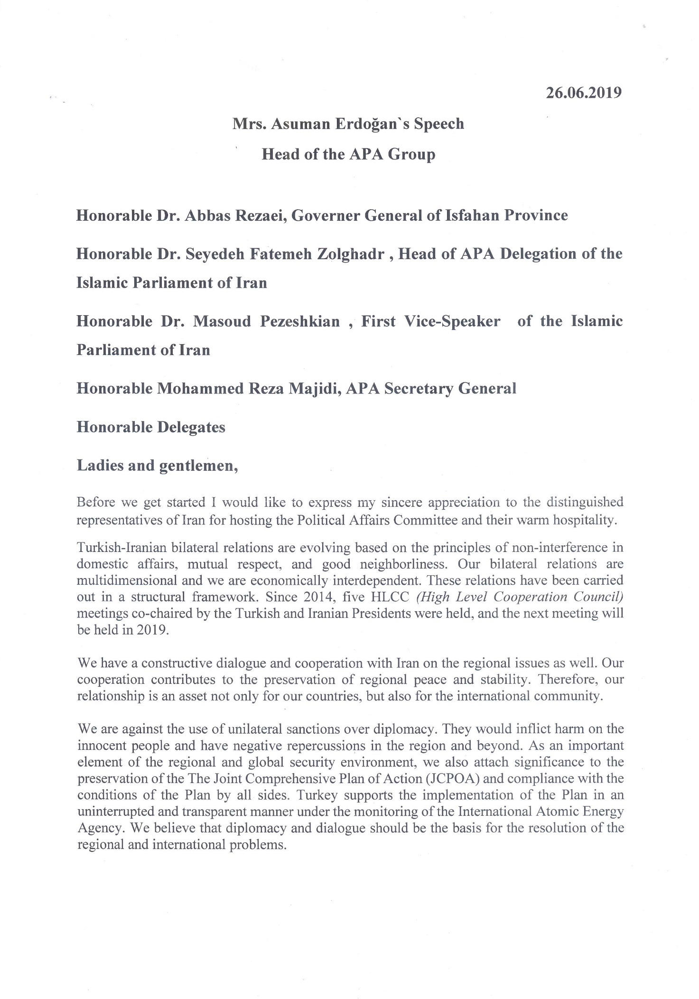 26.06.2019
Mrs. Asuman Erdoğan`s Speech
Head of the APA Group
Honorable Dr. Abbas Rezaei, Governer General of Isfahan Province
Honorable Dr. Seyedeh Fatemeh Zolghadr , Head of APA Delegation of the
Islamic Parliament of Iran
Honorable Dr. Masoud Pezeshkian , First Vice-Speaker of the Islamic
Parliament of Iran
Honorable Mohammed Reza Majidi, APA Secretary General
Honorable Delegates
Ladies and gentlemen,
Before we get started I would like to express my sincere appreciation to the distinguished
representatives of Iran for hosting the Political Affairs Committee and their warm hospitality.
Turkish-Iranian bilateral relations are evolving based on the principles of non-interference in
domestic affairs, mutual respect, and good neighborliness. Our bilateral relations are
multidimensional and we are economically interdependent. These relations have been carried
out in a structural framework. Since 2014, five HLCC (High Level Cooperation Council)
meetings co-chaired by the Turkish and Iranian Presidents were held, and the next meeting will
be held in 2019.
We have a constructive dialogue and cooperation with Iran on the regional issues as well. Our
cooperation contributes to the preservation of regional peace and stability. Therefore, our
relationship is an asset not only for our countries, but also for the international community.
We are against the use of unilateral sanctions over diplomacy. They would inflict harm on the
innocent people and have negative repercussions in the region and beyond. As an important
element of the regional and global security environment, we also attach significance to the
preservation of the The Joint Comprehensive Plan of Action (JCPOA) and compliance with the
conditions of the Plan by all sides. Turkey supports the implementation of the Plan in an
uninterrupted and transparent manner under the monitoring of the International Atomic Energy
Agency. We believe that diplomacy and dialogue should be the basis for the resolution of the
regional and international problems.